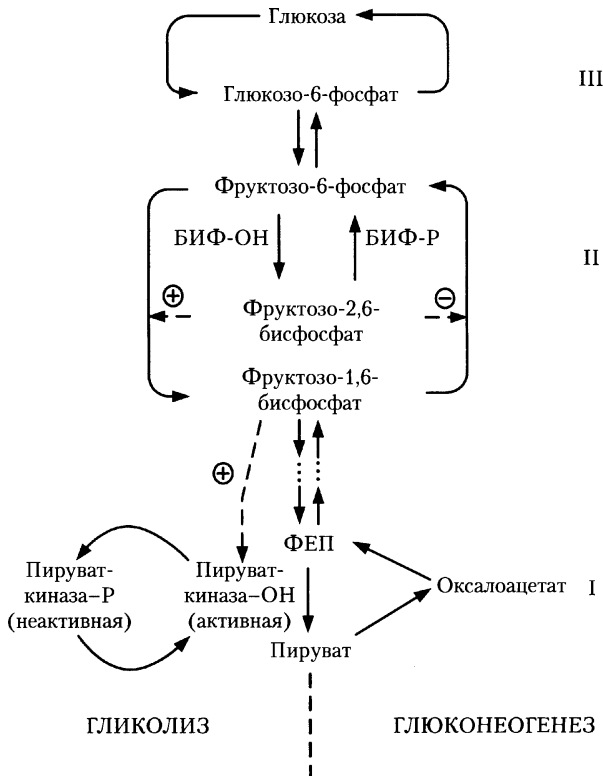 Глюкоза
Глюкозо-6-фосфат
III
Фруктозо-6-фосфат
БИФ-ОН
БИФ-Р
II
+
Фруктозо-2,6-
бисфосфат
−
Фруктозо-1,6-
бисфосфат
+
ФЕП
Пируват-
киназа–Р
(неактивная)
Пируват-
киназа–ОН
(активная)
Оксалоацетат
I
Пируват
ГЛИКОЛИЗ
ГЛЮКОНЕОГЕНЕЗ